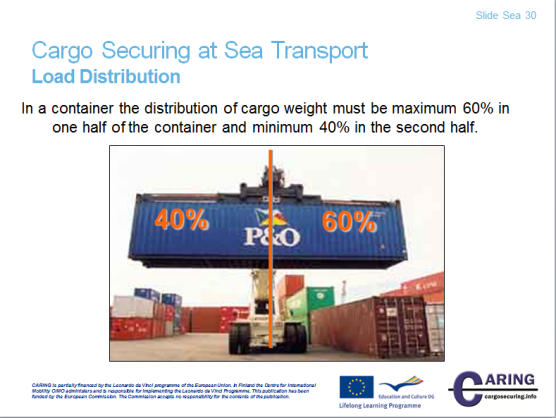 Slide Sea 30
Cargo Securing at Sea Transport
Load Distribution
In a container the distribution of cargo weight must be maximum 60% in
one half of the container and minimum 40% in the second half.
40%
60%
P&O
CARING is partially financed by the Leonardo da Vinci programme of the European Union. In Finland the Centre for International
Mobility CIMO administers and is responsible for implementing the Leonardo da Vinci Programme. This publication has been
funded by the European Commission. The Commission accepts no responsibility for the contents of the publication.
Education and Culture DG
Lifelong Learning Programme
CARING
cargosecuring.info